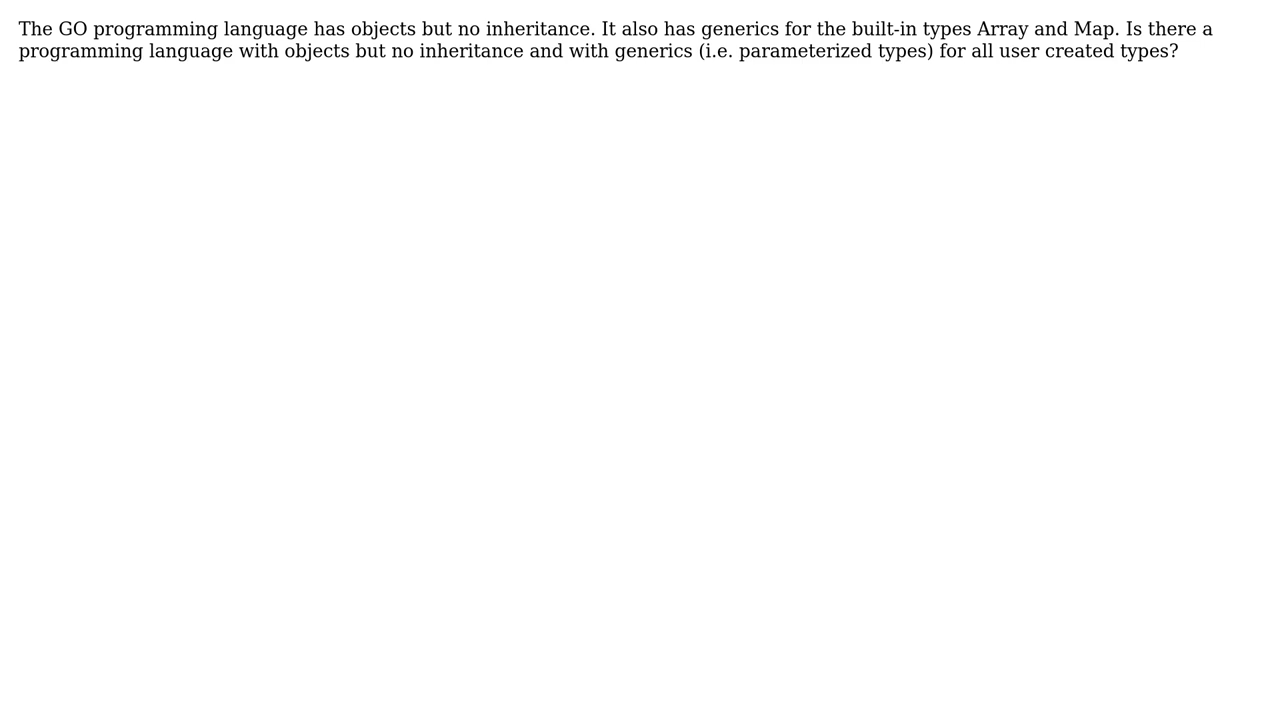 The GO programming language has objects but no inheritance. It also has generics for the built-in types Array and Map. Is there a
programming language with objects but no inheritance and with generics (i.e. parameterized types) for all user created types?